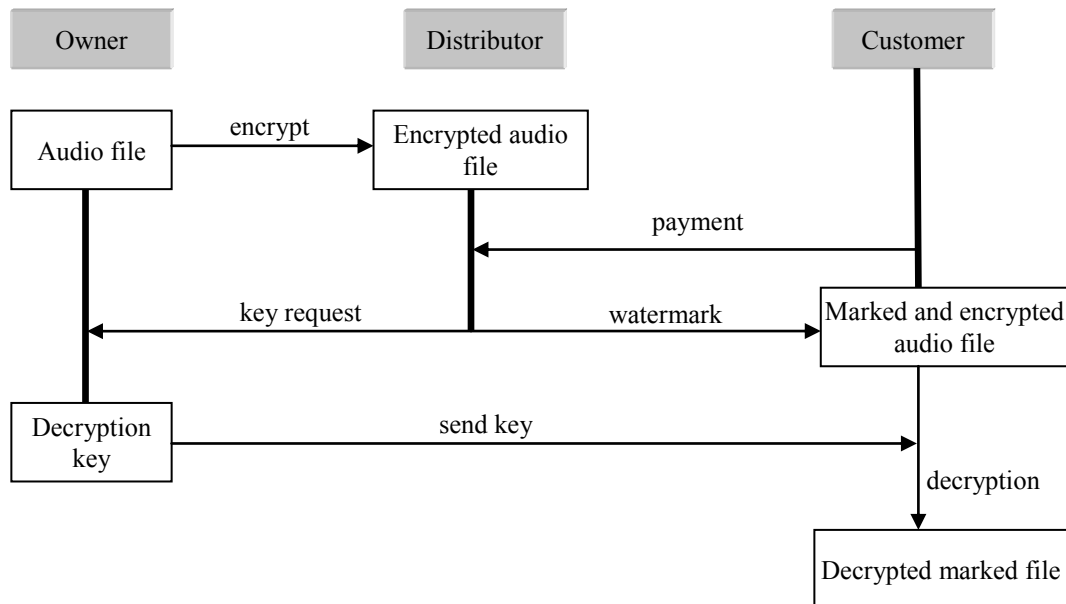 Owner
Distributor
Customer
Audio file
encrypt
Encrypted audio
file
payment
key request
watermark
Marked and encrypted
audio file
Decryption
key
send key
decryption
Decrypted marked file